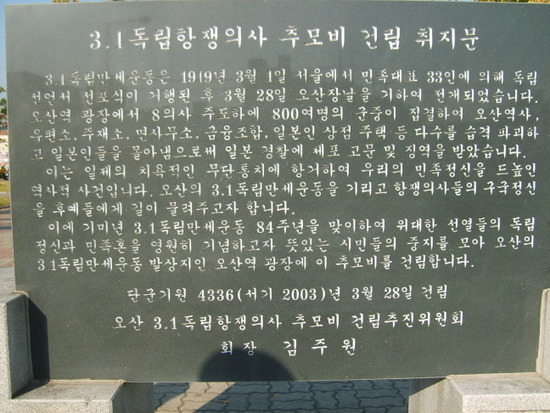 3.1독립항쟁의사 추모비 건립 취지문
3.1독립만세운동은 1919년 3월 1일 서울에서 민족대표 33인에 의해 독립
선언서 선포식이 거행된 후 3월 28일 오산장날을 기하여 전개되었습니다.
오산역 광장에서 8의사 주도하에 800여명의 군중이 집결하여 오산역사,
우편소, 주재소, 면사무소, 금융조합, 일본인 상점 주택 등 다수를 습격 파괴하
고 일본인들을 몰아냄으로써 일본 경찰에 체포 고문 및 징역을 받았습니다.
이는 일제의 치욕적인 무단통치에 항거하여 우리의 민족정신을 드높인
역사적 사건입니다. 오산의 3.1독립만세운동을 기리고 항쟁의사들의 구국정신
을 후예들에게 길이 물려주고자 합니다.
이에 기미년 3.1독립만세운동 84주년을 맞이하여 위대한 선열들의 독립
정신과 민족혼을 영원히 기념하고자 뜻있는 시민들의 중지를 모아 오산의
3.1독립만세운동 발상지인 오산역 광장에 이 추모비를 건립합니다.
단군기원 4336(서기 2003)년 3월 28일 건립
오산 3.1독립항쟁의사 추모비 건립추진위원회
회장 김주원